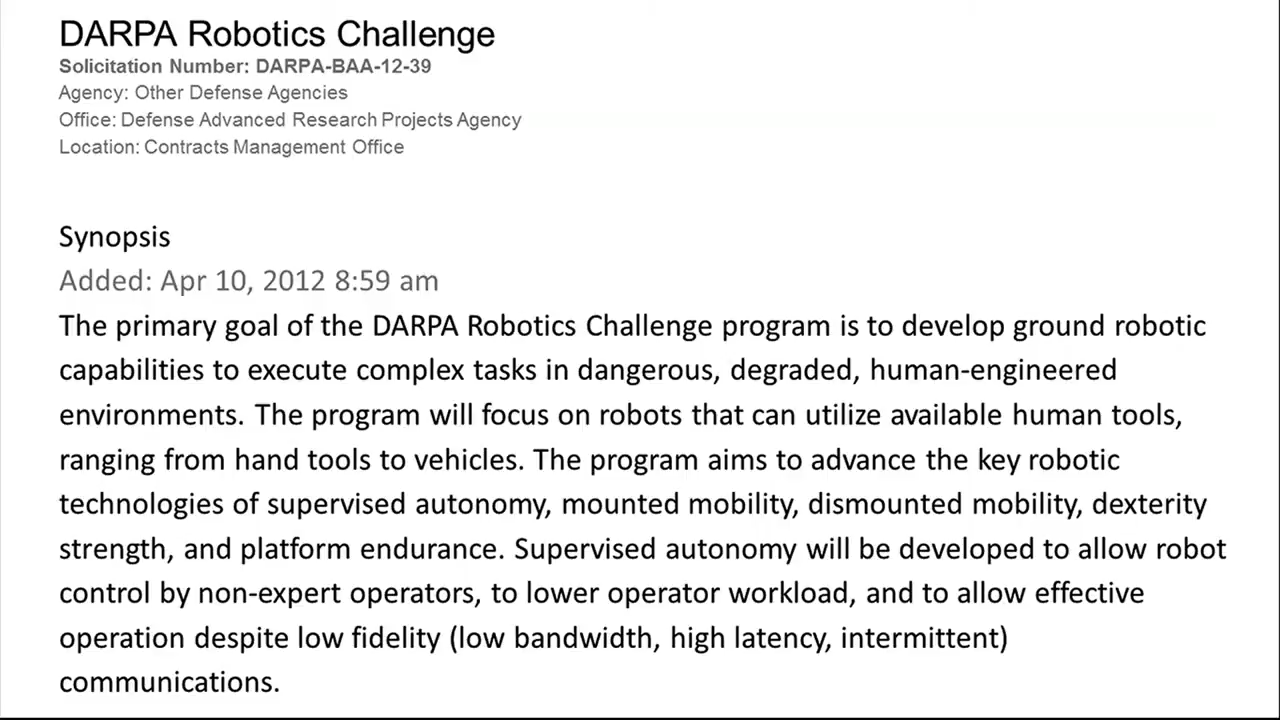 DARPA Robotics Challenge
Solicitation Number: DARPA-BAA-12-39
Agency: Other Defense Agencies
Office: Defense Advanced Research Projects Agency
Location: Contracts Management Office
Synopsis
Added: Apr 10, 2012 8:59 am
The primary goal of the DARPA Robotics Challenge program is to develop ground robotic
capabilities to execute complex tasks in dangerous, degraded, human-engineered
environments. The program will focus on robots that can utilize available human tools,
ranging from hand tools to vehicles. The program aims to advance the key robotic
technologies of supervised autonomy, mounted mobility, dismounted mobility, dexterity
strength, and platform endurance. Supervised autonomy will be developed to allow robot
control by non-expert operators, to lower operator workload, and to allow effective
operation despite low fidelity (low bandwidth, high latency, intermittent)
communications.